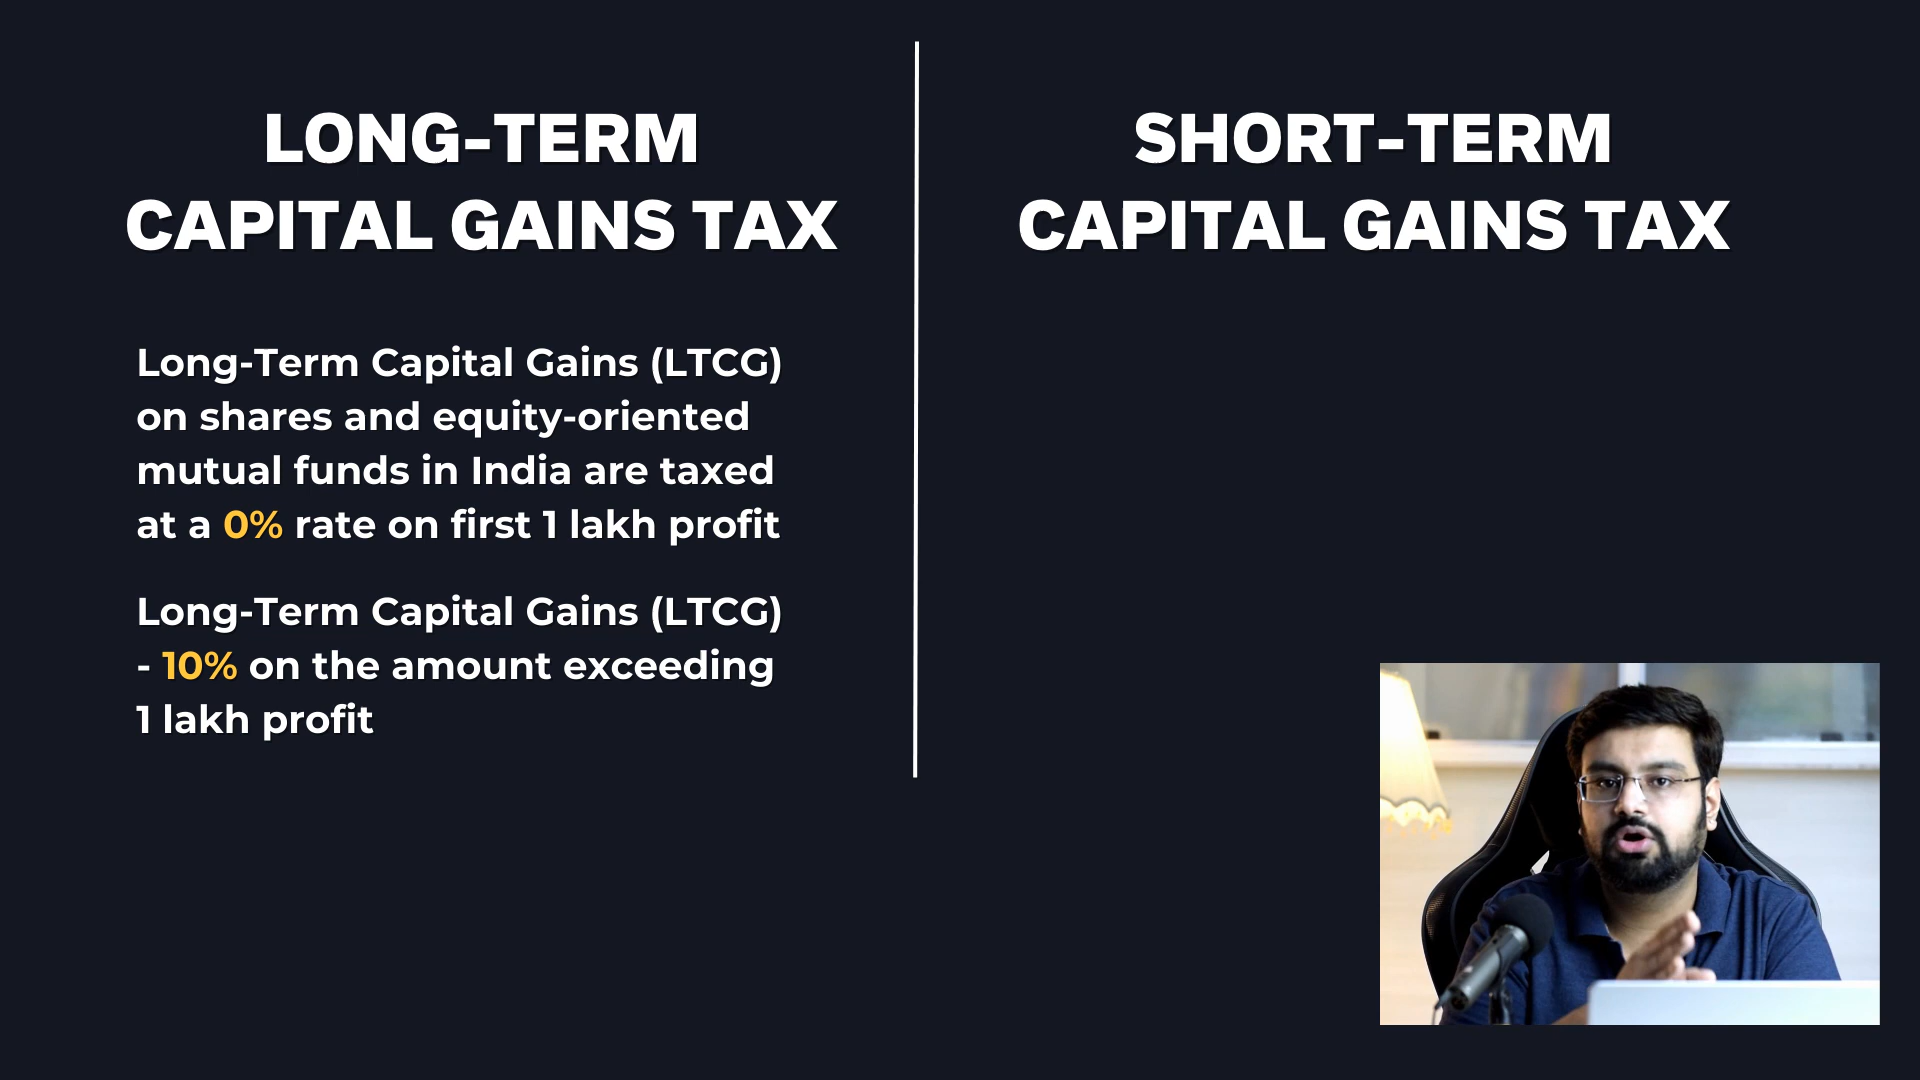 LONG-TERM
CAPITAL GAINS TAX
Long-Term Capital Gains (LTCG)
on shares and equity-oriented
mutual funds in India are taxed
at a 0% rate on first 1 lakh profit
Long-Term Capital Gains (LTCG)
- 10% on the amount exceeding
1 lakh profit
SHORT-TERM
CAPITAL GAINS TAX